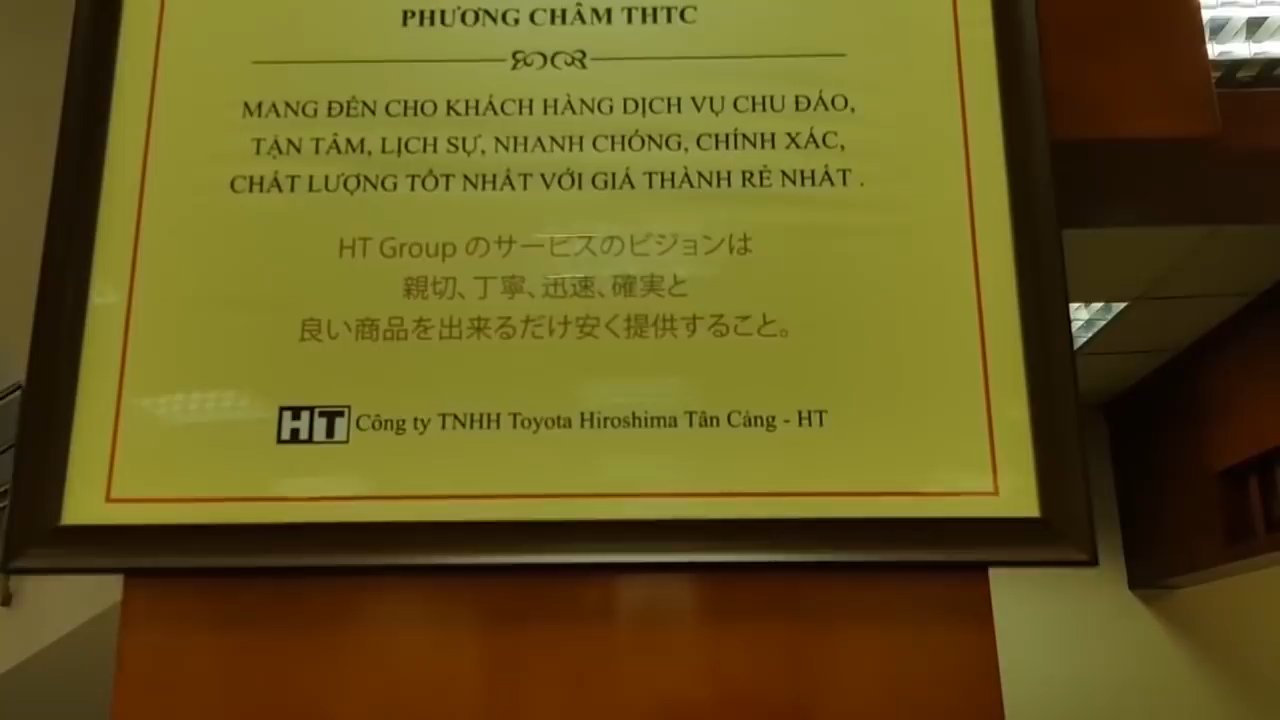 PHƯƠNG CHÂM THTC
MANG ĐẾN CHO KHÁCH HÀNG DỊCH VỤ CHU ĐÁO,
TẬN TÂM, LỊCH SỰ, NHANH CHÓNG, CHÍNH XÁC,
CHẤT LƯỢNG TỐT NHẤT VỚI GIÁ THÀNH RẺ NHẤT .
HT Group のサービスのビジョンは
親切、丁寧、迅速、確実と
良い商品を出来るだけ安く提供すること。
HT Công ty TNHH Toyota Hiroshima Tân Cảng - HT